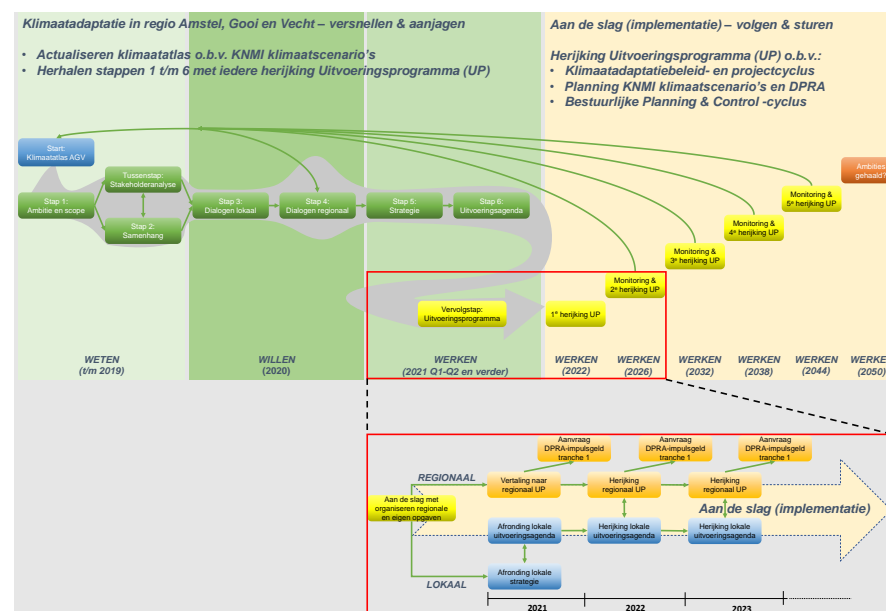 Klimaatadaptatie in regio Amstel, Gooi en Vecht – versnellen & aanjagen
• Actualiseren klimaatatlas o.b.v. KNMI klimaatscenario's
• Herhalen stappen 1 t/m 6 met iedere herijking Uitvoeringsprogramma (UP)
Aan de slag (implementatie) – volgen & sturen
Herijking Uitvoeringsprogramma (UP) o.b.v.:
• Klimaatadaptatiebeleid- en projectcyclus
• Planning KNMI klimaatscenario's en DPRA
• Bestuurlijke Planning & Control -cyclus
Start:
Klimaatatlas AGV
Tussenstap:
Stakeholderanalyse
Stap 1:
Ambitie en scope
Stap 2:
Samenhang
Stap 3:
Dialogen lokaal
Stap 4:
Dialogen regionaal
Stap 5:
Strategie
Stap 6:
Uitvoeringsagenda
Vervolgstap:
Uitvoeringsprogramma
1e herijking UP
Monitoring &
2e herijking UP
Monitoring &
3e herijking UP
Monitoring &
4e herijking UP
Monitoring &
5e herijking UP
Ambities
gehaald?
WETEN
(t/m 2019)
WILLEN
(2020)
WERKEN
(2021 Q1-Q2 en verder)
WERKEN
(2022)
WERKEN
(2026)
WERKEN
(2032)
WERKEN
(2038)
WERKEN
(2044)
WERKE
(2050)
Aanvraag
DPRA-impulsgeld
tranche 1
Aanvraag
DPRA-impulsgeld
tranche 1
Aanvraag
DPRA-impulsgeld
tranche 1
REGIONAAL
Vertaling naar
regionaal UP
Herijking
regionaal UP
Herijking
regionaal UP
Aan de slag met
organiseren regionale
en eigen opgaven
Aan de slag (implementatie)
Afronding lokale
uitvoeringsagenda
Herijking lokale
uitvoeringsagenda
Herijking lokale
uitvoeringsagenda
LOKAAL
Afronding lokale
strategie
2021
2022
2023